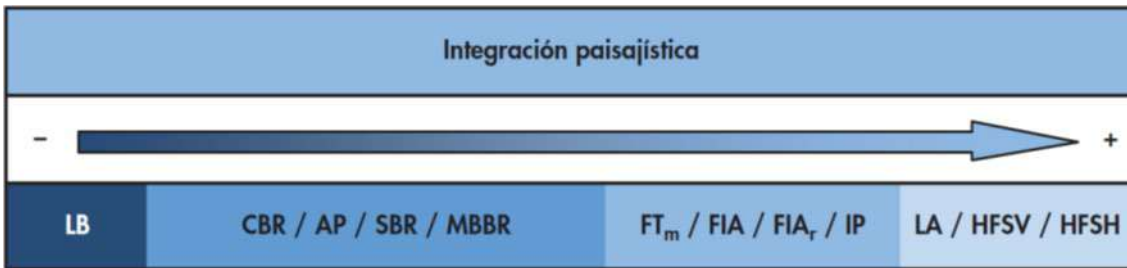 Integración paisajística
– +
LB CBR / AP / SBR / MBBR FTm / FIA / FIAr / IP LA / HFSV / HFSH